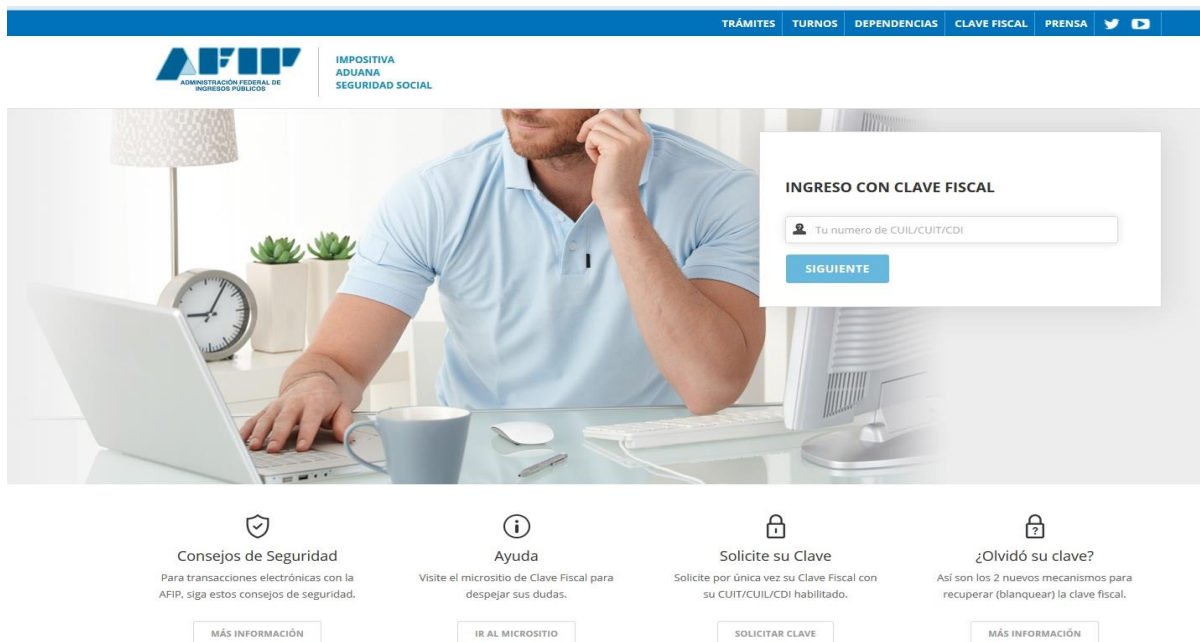 TRÁMITES TURNOS DEPENDENCIAS CLAVE FISCAL PRENSA
AFIP
ADMINISTRACIÓN FEDERAL DE
INGRESOS PÚBLICOS
IMPOSITIVA
ADUANA
SEGURIDAD SOCIAL
INGRESO CON CLAVE FISCAL
Tu numero de CUIL/CUIT/CDI
SIGUIENTE
Consejos de Seguridad
Para transacciones electrónicas con la
AFIP, siga estos consejos de seguridad.
MÁS INFORMACIÓN
Ayuda
Visite el micrositio de Clave Fiscal para
despejar sus dudas.
IR AL MICROSITIO
Solicite su Clave
Solicite por única vez su Clave Fiscal con
su CUIT/CUIL/CDI habilitado.
SOLICITAR CLAVE
¿Olvidó su clave?
Así son los 2 nuevos mecanismos para
recuperar (blanquear) la clave fiscal.
MÁS INFORMACIÓN